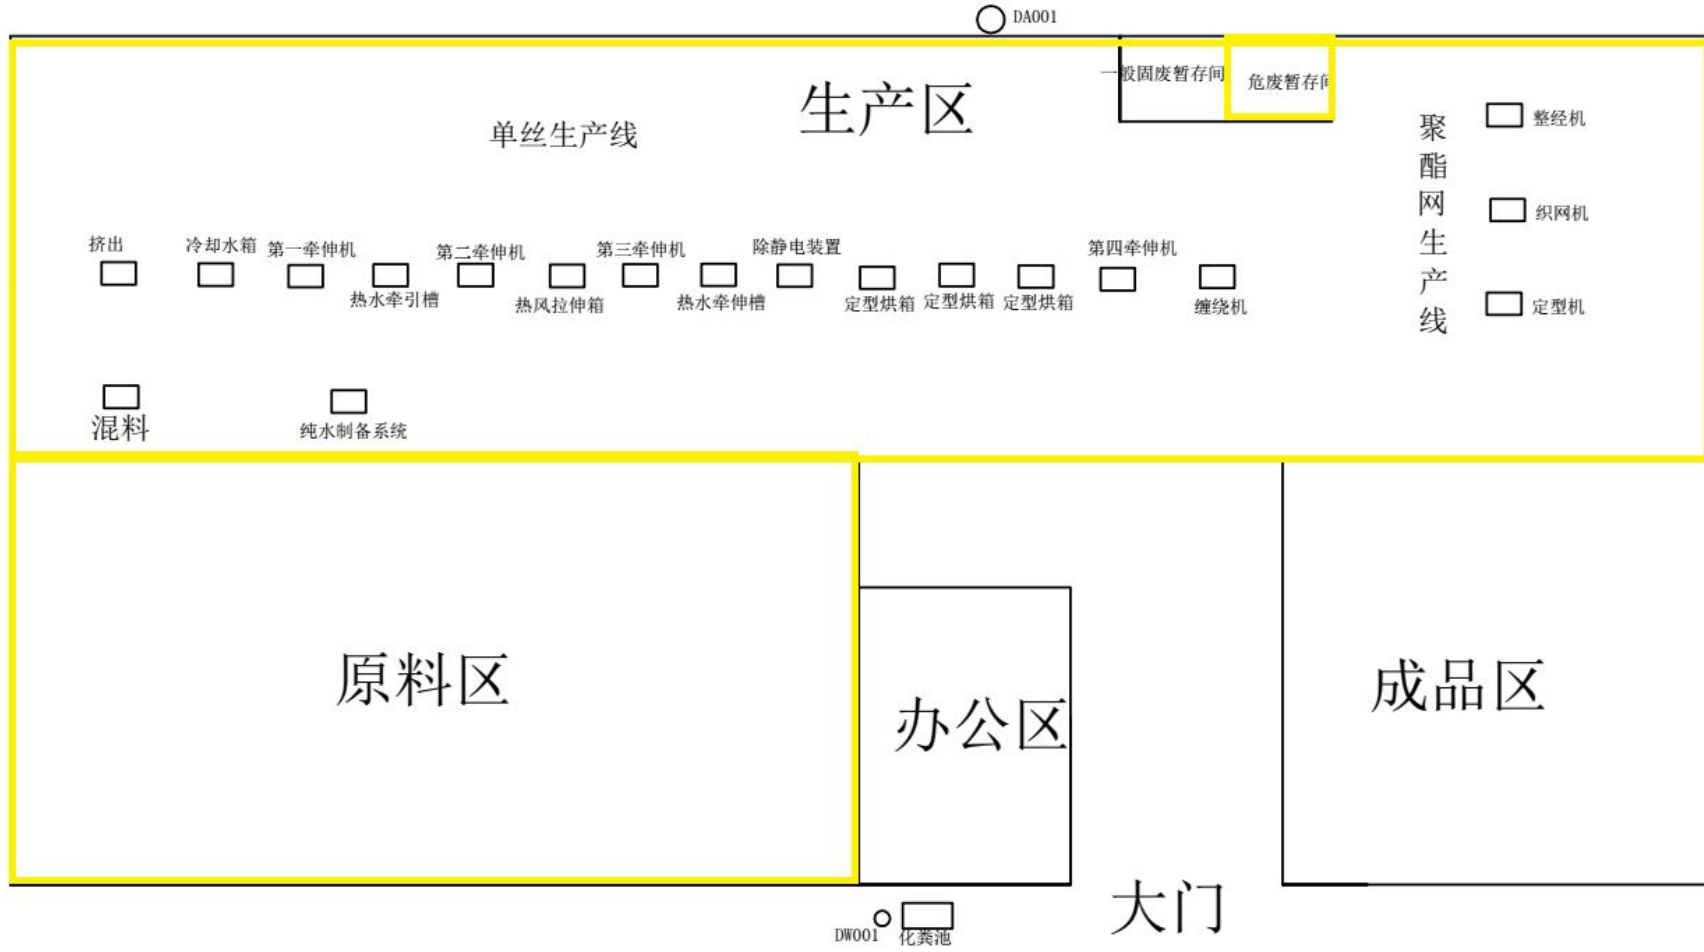 DA001
一般固废暂存间
危废暂存间
生产区
单丝生产线
聚酯网生产线
整经机
织网机
定型机
挤出
冷却水箱
第一牵伸机
热水牵引槽
第二牵伸机
热风拉伸箱
第三牵伸机
热水牵伸槽
除静电装置
定型烘箱
定型烘箱
定型烘箱
第四牵伸机
缠绕机
混料
纯水制备系统
原料区
办公区
成品区
大门
DW001
化粪池